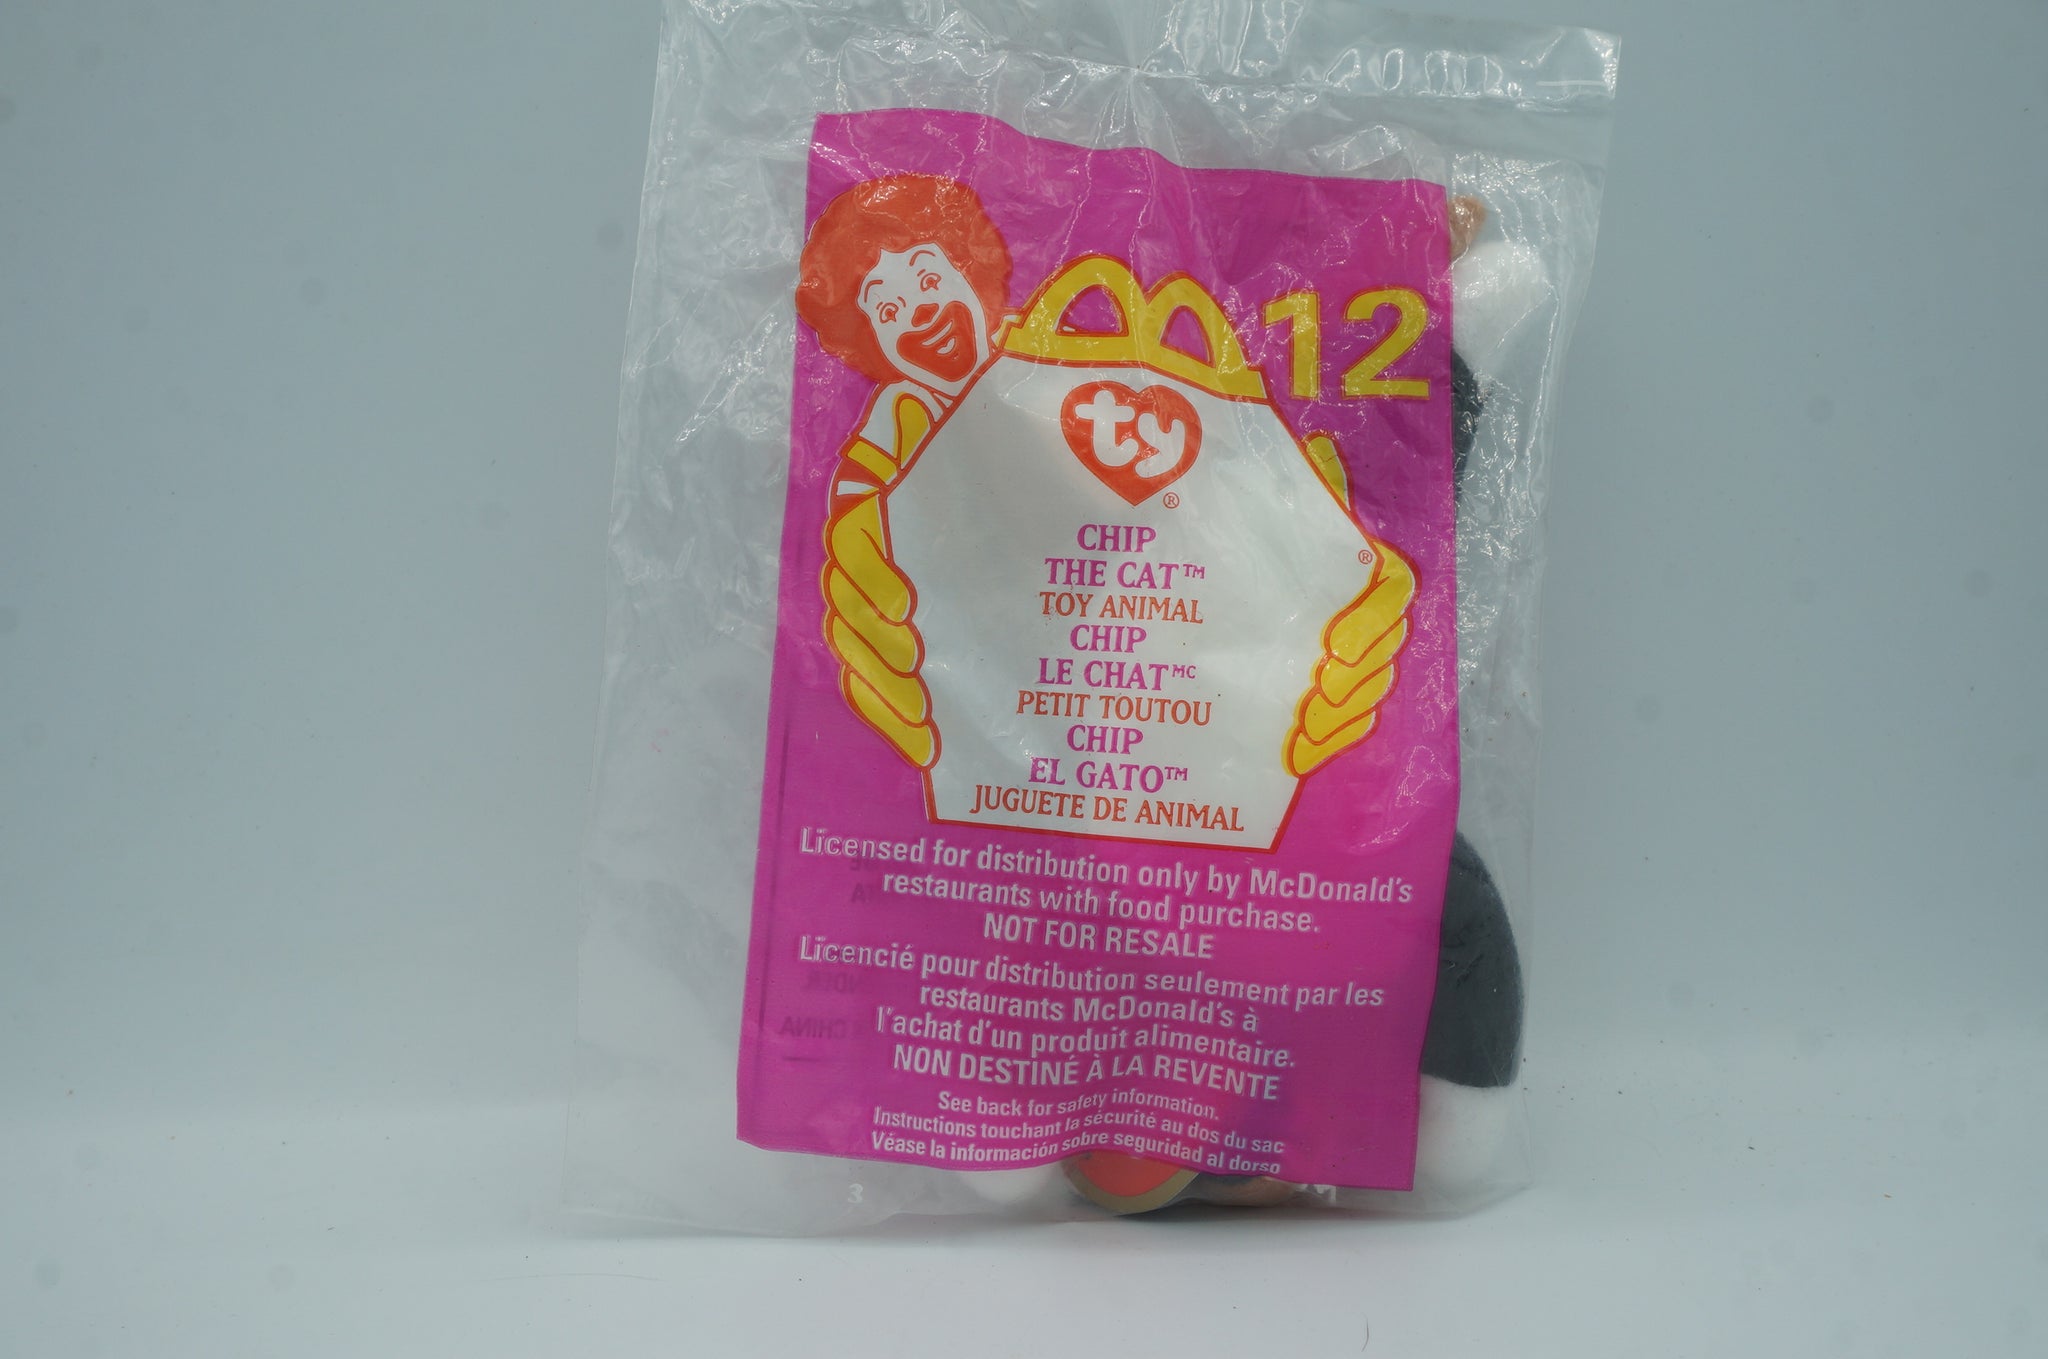 12
ty®
CHIP
THE CAT™
TOY ANIMAL
CHIP
LE CHAT MC
PETIT TOUTOU
CHIP
EL GATO™
JUGUETE DE ANIMAL
®
Licensed for distribution only by McDonald's
restaurants with food purchase.
NOT FOR RESALE
Licencié pour distribution seulement par les
restaurants McDonald's à
l'achat d'un produit alimentaire.
NON DESTINÉ À LA REVENTE
See back for safety information.
Instructions touchant la sécurité au dos du sac
Véase la información sobre seguridad al dorso
3